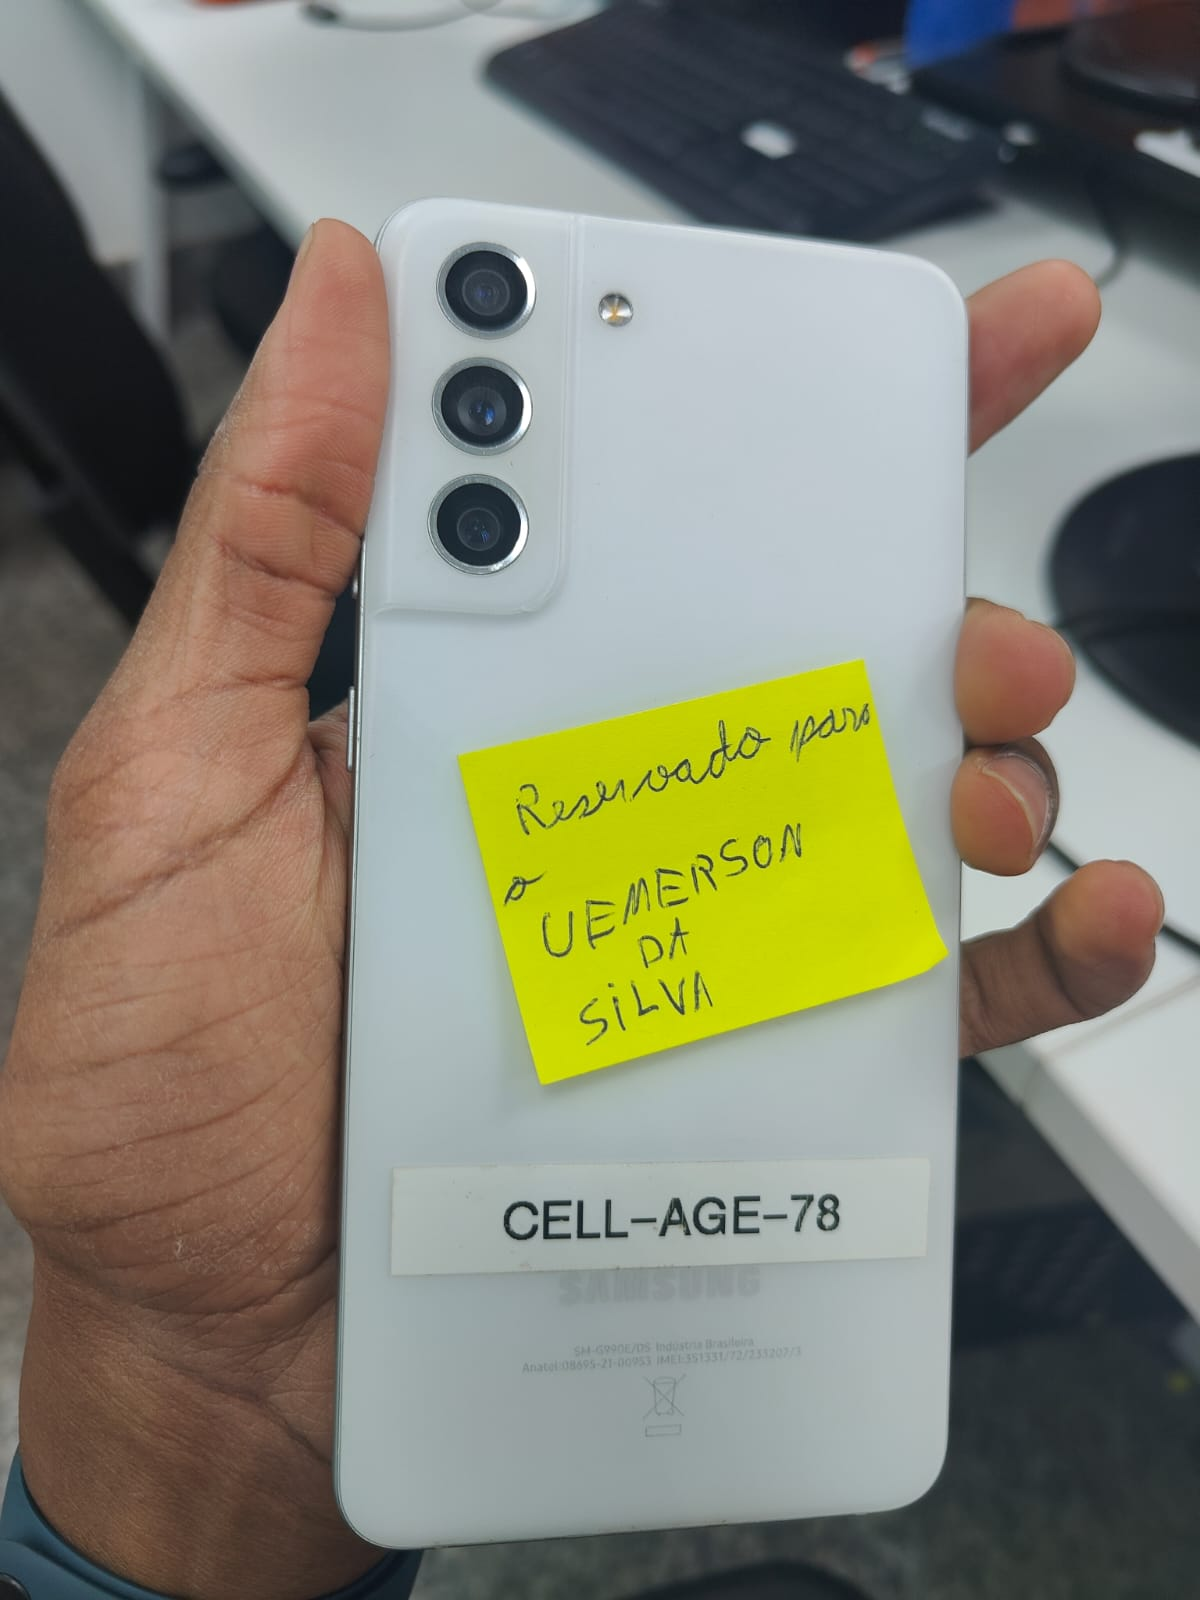 Reservado para
o
UEMERSON
DA
SiLVA
CELL-AGE-78
SAMSUNG
SM-G990E/DS Indústria Brasileira
Anatel:08695-21-00953 IMEI:351331/72/233207/3